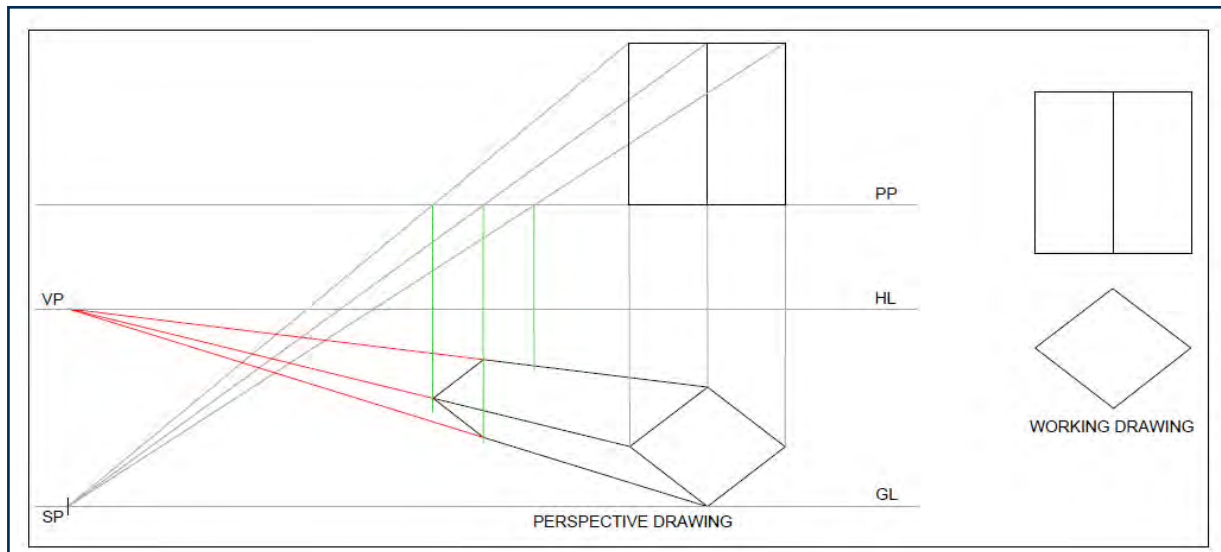 PP
VP
HL
WORKING DRAWING
SP
GL
PERSPECTIVE DRAWING